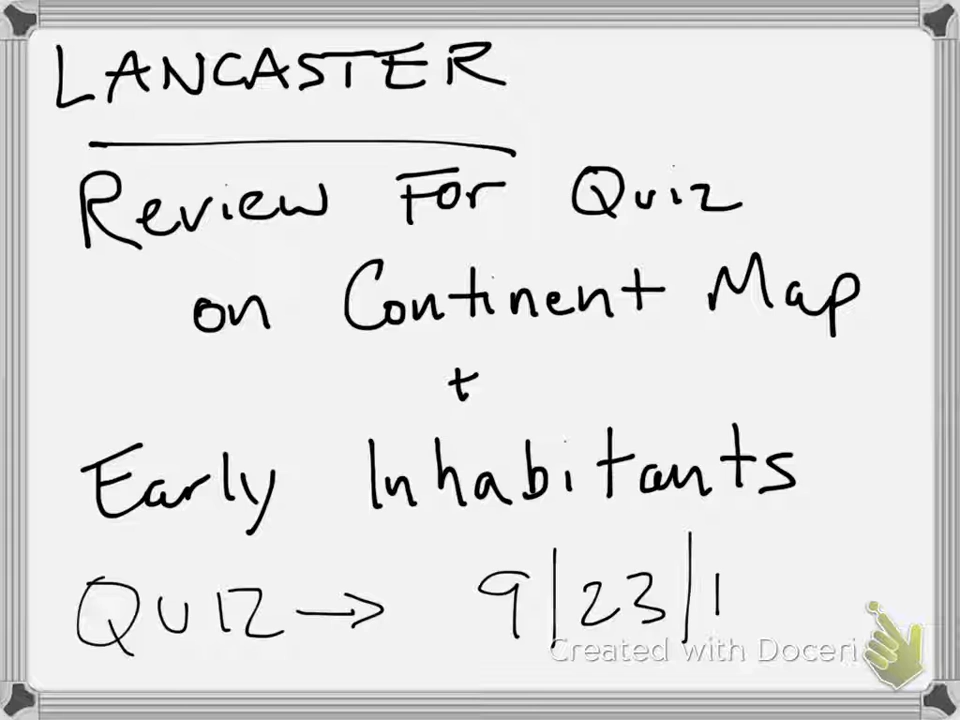 LANCASTER
Review For Quiz
on Continent Map
+
Early Inhabitants
QUIZ → 9/23/1
Created with Doceri